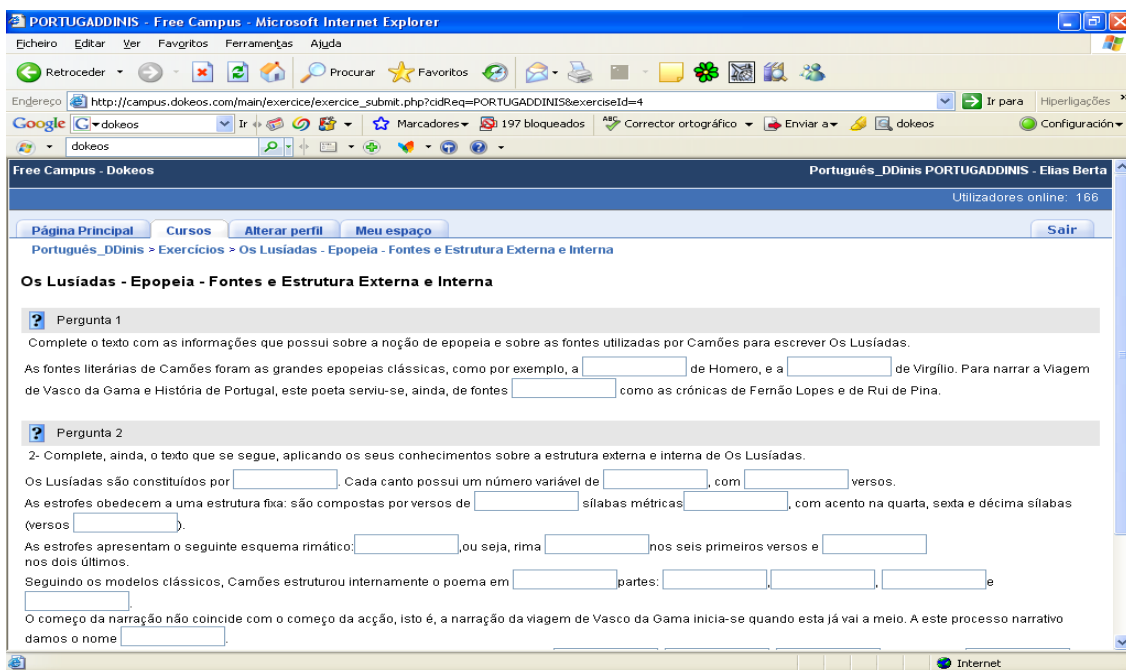 PORTUGADDINIS - Free Campus - Microsoft Internet Explorer
Ficheiro Editar Ver Favoritos Ferramentas Ajuda
Retroceder Procurar Favoritos
Endereço http://campus.dokeos.com/main/exercice/exercice_submit.php?cidReq=PORTUGADDINIS&exerciseId=4 Ir para Hiperligações »
Google G dokeos Ir Marcadores 197 bloqueados ABC Corrector ortográfico Enviar a dokeos Configuración
dokeos
Free Campus - Dokeos Português_DDinis PORTUGADDINIS - Elias Berta
Utilizadores online: 166
Página Principal Cursos Alterar perfil Meu espaço Sair
Português_DDinis > Exercícios > Os Lusíadas - Epopeia - Fontes e Estrutura Externa e Interna
Os Lusíadas - Epopeia - Fontes e Estrutura Externa e Interna
? Pergunta 1
Complete o texto com as informações que possui sobre a noção de epopeia e sobre as fontes utilizadas por Camões para escrever Os Lusíadas.
As fontes literárias de Camões foram as grandes epopeias clássicas, como por exemplo, a de Homero, e a de Virgílio. Para narrar a Viagem
de Vasco da Gama e História de Portugal, este poeta serviu-se, ainda, de fontes como as crónicas de Fernão Lopes e de Rui de Pina.
? Pergunta 2
2- Complete, ainda, o texto que se segue, aplicando os seus conhecimentos sobre a estrutura externa e interna de Os Lusíadas.
Os Lusíadas são constituídos por . Cada canto possui um número variável de , com versos.
As estrofes obedecem a uma estrutura fixa: são compostas por versos de sílabas métricas , com acento na quarta, sexta e décima sílabas
(versos ).
As estrofes apresentam o seguinte esquema rimático: ,ou seja, rima nos seis primeiros versos e
nos dois últimos.
Seguindo os modelos clássicos, Camões estruturou internamente o poema em partes: , , e
.
O começo da narração não coincide com o começo da acção, isto é, a narração da viagem de Vasco da Gama inicia-se quando esta já vai a meio. A este processo narrativo
damos o nome .
Internet